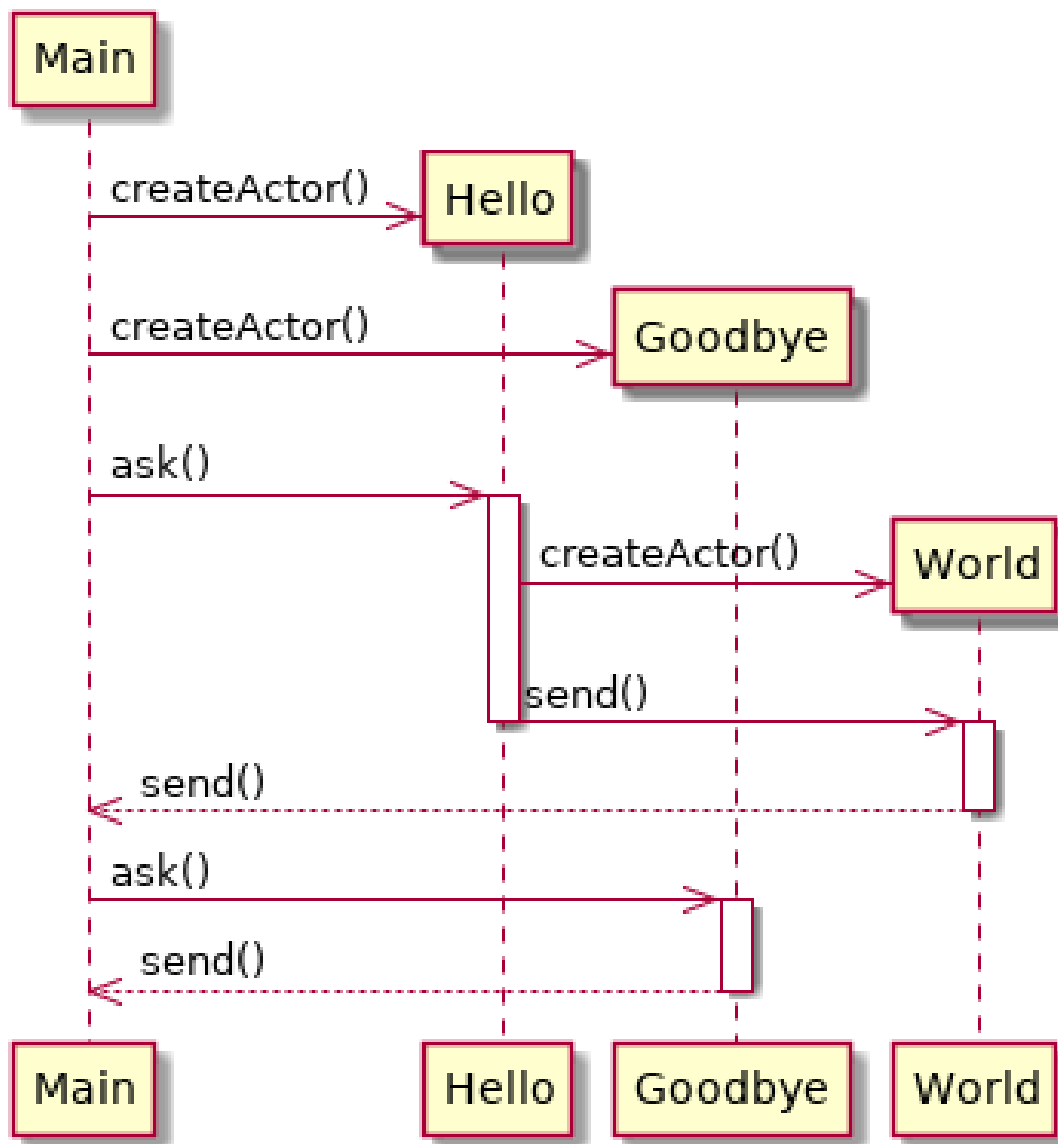 Main
createActor()
Hello
createActor()
Goodbye
ask()
createActor()
World
send()
send()
ask()
send()
Main
Hello
Goodbye
World